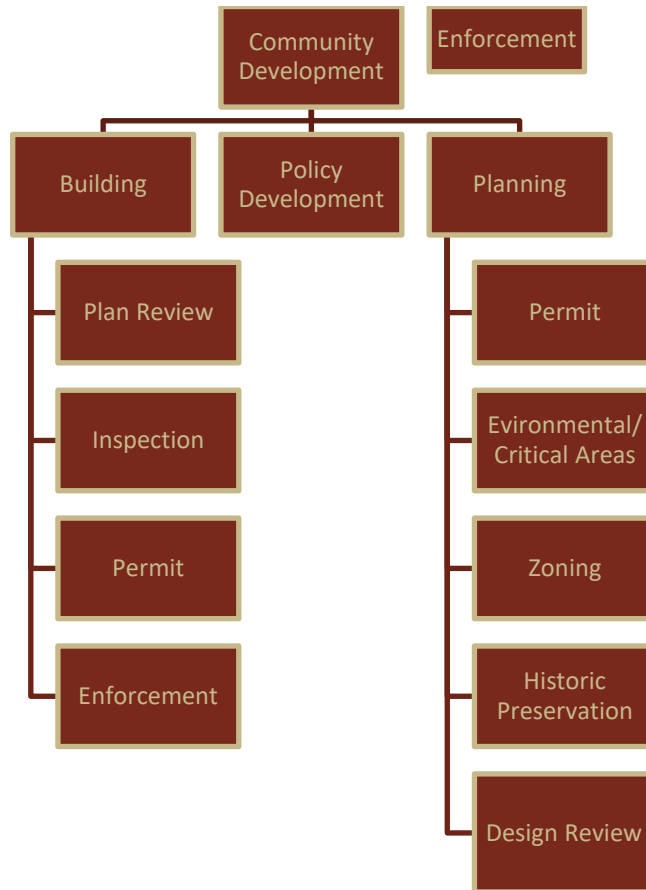 Community
Development
Enforcement
Building
Policy
Development
Planning
Plan Review
Inspection
Permit
Enforcement
Permit
Evironmental/
Critical Areas
Zoning
Historic
Preservation
Design Review